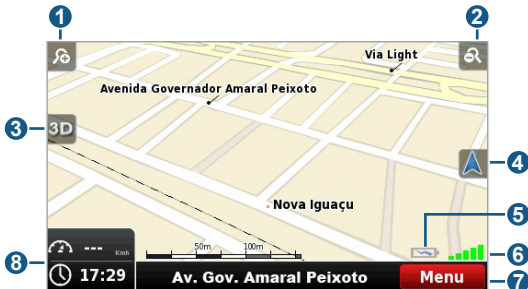 1
2
Via Light
Avenida Governador Amaral Peixoto
3
3D
4
Nova Iguaçu
5
50m 100m
6
--- Kmh
8
17:29
Av. Gov. Amaral Peixoto
Menu
7